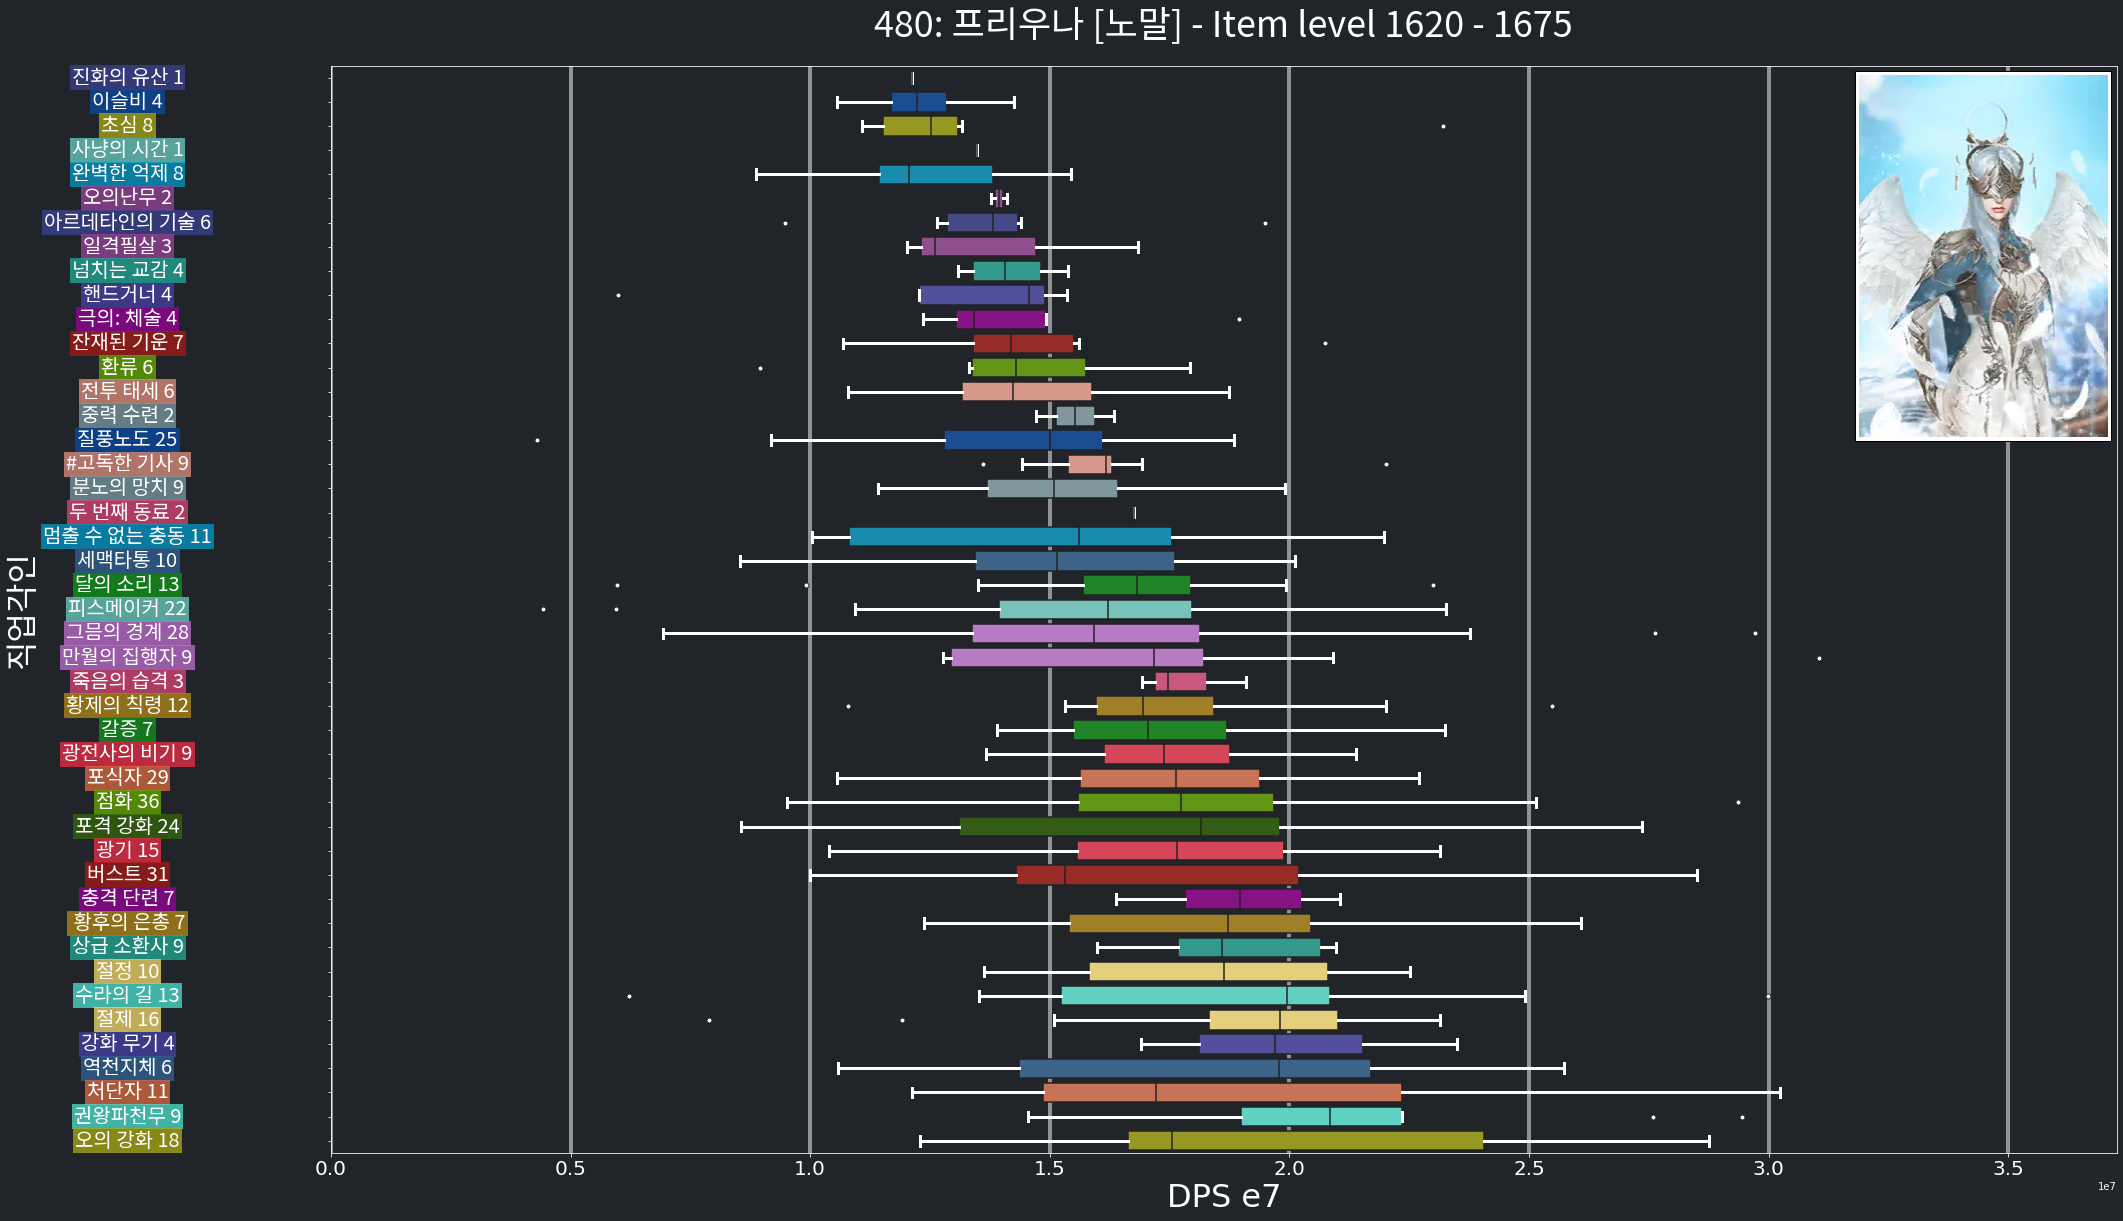 480: 프리우나 [노말] - Item level 1620 - 1675
진화의 유산 1
이슬비 4
초심 8
사냥의 시간 1
완벽한 억제 8
오의난무 2
아르데타인의 기술 6
일격필살 3
넘치는 교감 4
핸드거너 4
극의: 체술 4
잔재된 기운 7
환류 6
전투 태세 6
중력 수련 2
질풍노도 25
#고독한 기사 9
분노의 망치 9
두 번째 동료 2
멈출 수 없는 충동 11
세맥타통 10
달의 소리 13
피스메이커 22
그믐의 경계 28
만월의 집행자 9
죽음의 습격 3
황제의 칙령 12
갈증 7
광전사의 비기 9
포식자 29
점화 36
포격 강화 24
광기 15
버스트 31
충격 단련 7
황후의 은총 7
상급 소환사 9
절정 10
수라의 길 13
절제 16
강화 무기 4
역천지체 6
처단자 11
권왕파천무 9
오의 강화 18
직업각인
0.0 0.5 1.0 1.5 2.0 2.5 3.0 3.5
1e7
DPS e7